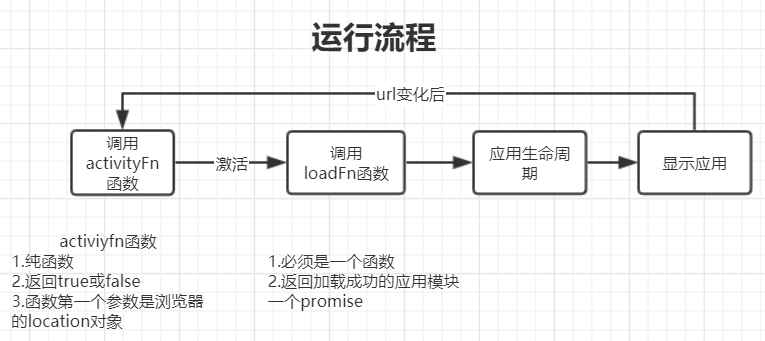 运行流程
url变化后
调用
activityFn
函数
激活
调用
loadFn函数
应用生命周
期
显示应用
activiyfn函数
1.纯函数
2.返回true或false
3.函数第一个参数是浏览器
的location对象
1.必须是一个函数
2.返回加载成功的应用模块
一个promise